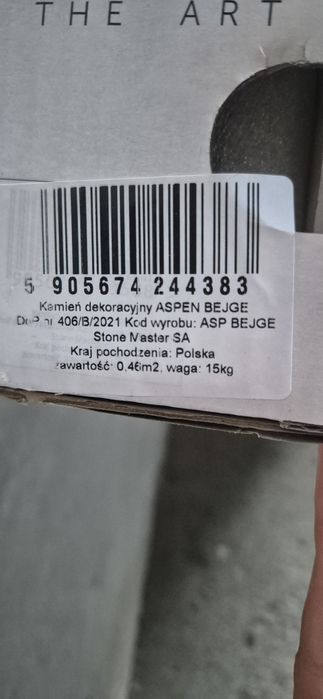 THE ART
5 905674 244383
Kamień dekoracyjny ASPEN BEJGE
DoP nr 406/B/2021 Kod wyrobu: ASP BEJGE
Stone Master SA
Kraj pochodzenia: Polska
zawartość: 0,46m2, waga: 15kg